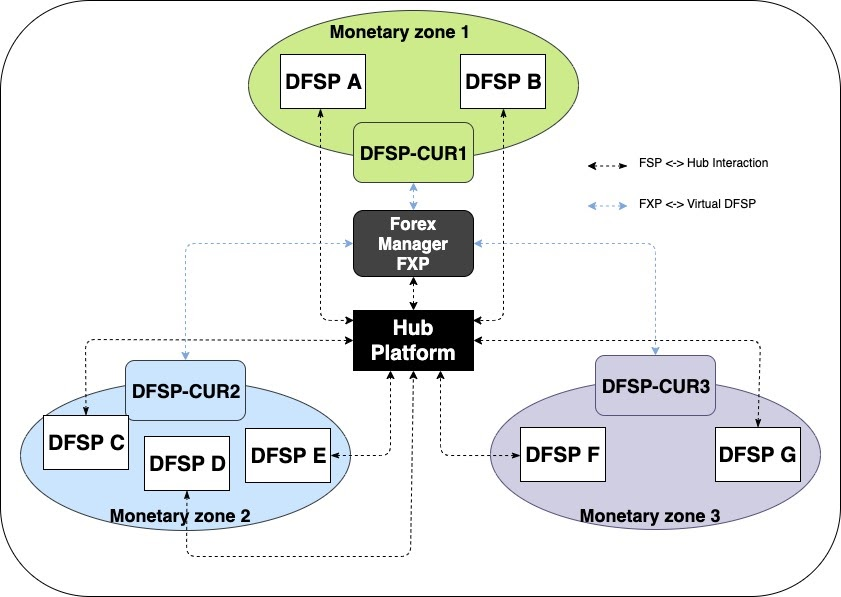 Monetary zone 1
DFSP A
DFSP B
DFSP-CUR1
FSP <-> Hub Interaction
FXP <-> Virtual DFSP
Forex
Manager
FXP
Hub
Platform
DFSP-CUR2
DFSP-CUR3
DFSP C
DFSP D
DFSP E
DFSP F
DFSP G
Monetary zone 2
Monetary zone 3